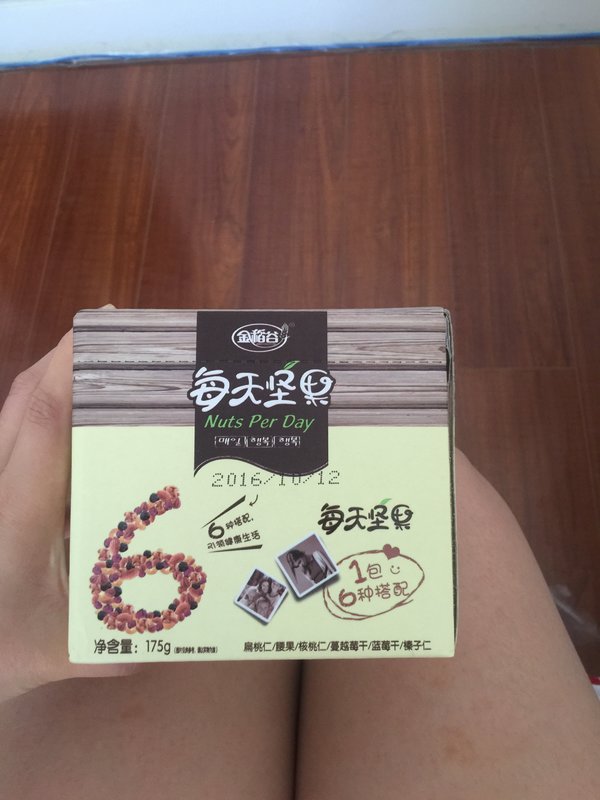 金稻谷
每天坚果
Nuts Per Day
2016/10/12
6种搭配,
引领健康生活
每天坚果
1包
6种搭配
6
净含量: 175g
扁桃仁/腰果/核桃仁/蔓越莓干/蓝莓干/榛子仁